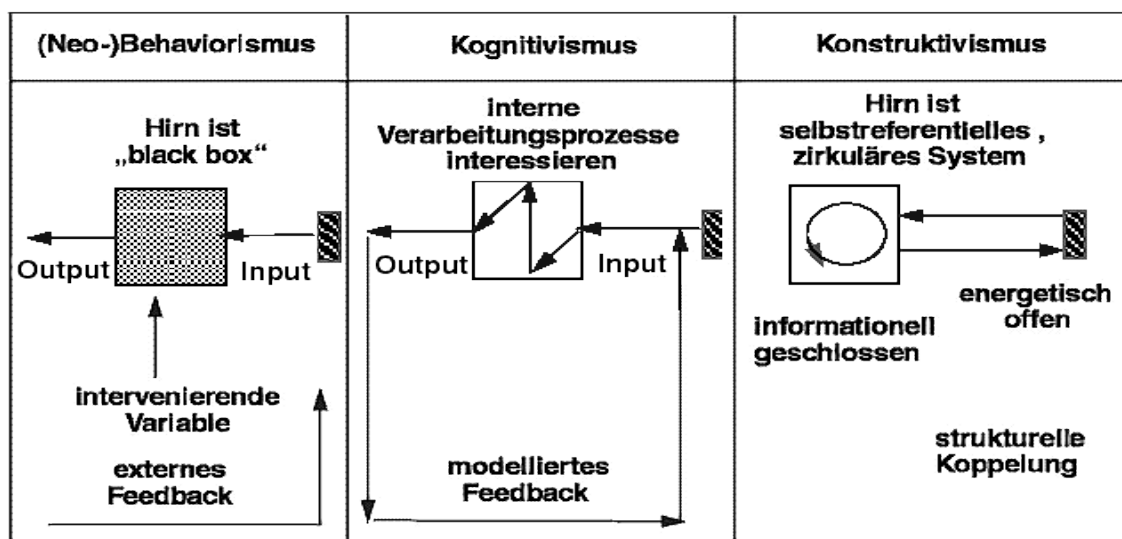 (Neo-)Behaviorismus
Hirn ist
„black box“
Output
Input
intervenierende
Variable
externes
Feedback
Kognitivismus
interne
Verarbeitungsprozesse
interessieren
Output
Input
modelliertes
Feedback
Konstruktivismus
Hirn ist
selbstreferentielles ,
zirkuläres System
energetisch
offen
informationell
geschlossen
strukturelle
Koppelung